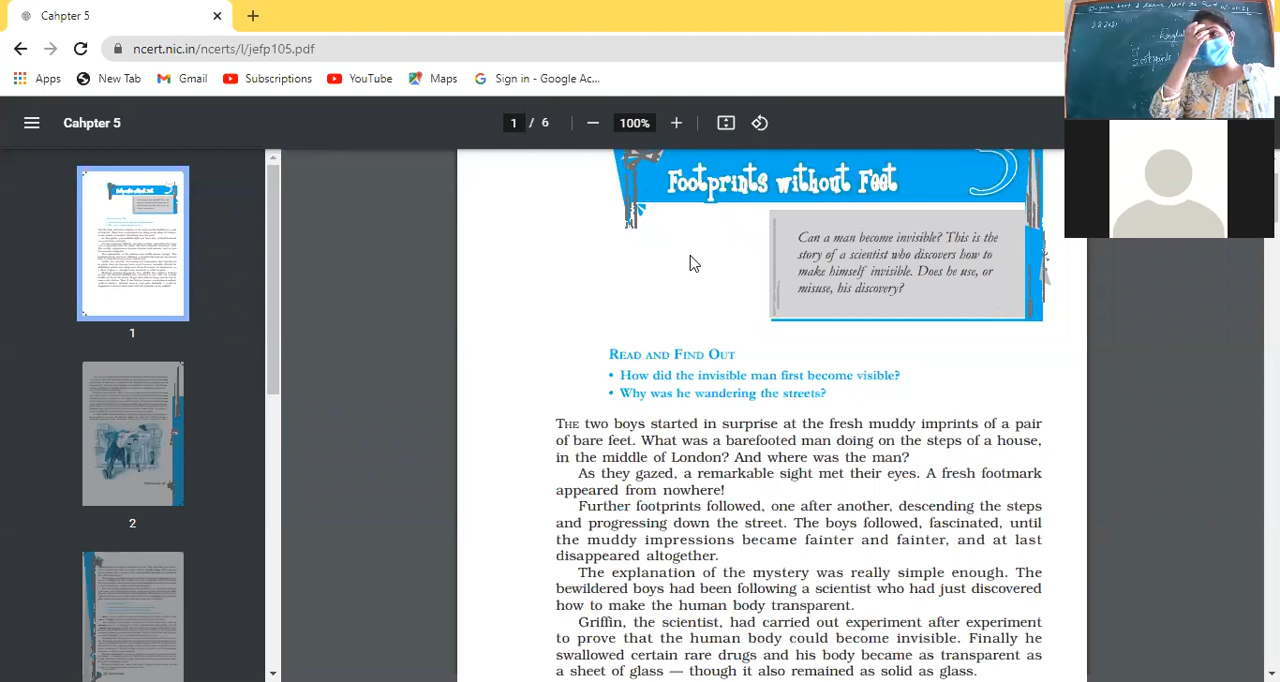 Cahpter 5
ncert.nic.in/ncerts/l/jefp105.pdf
Apps New Tab Gmail Subscriptions YouTube Maps Sign in - Google Ac...
Cahpter 5
1 / 6 100%
Footprints without Feet
5
Can a man become invisible? This is the
story of a scientist who discovers how to
make himself invisible. Does he use, or
misuse, his discovery?
READ AND FIND OUT
• How did the invisible man first become visible?
• Why was he wandering the streets?
THE two boys started in surprise at the fresh muddy imprints of a pair
of bare feet. What was a barefooted man doing on the steps of a house,
in the middle of London? And where was the man?
As they gazed, a remarkable sight met their eyes. A fresh footmark
appeared from nowhere!
Further footprints followed, one after another, descending the steps
and progressing down the street. The boys followed, fascinated, until
the muddy impressions became fainter and fainter, and at last
disappeared altogether.
The explanation of the mystery was really simple enough. The
bewildered boys had been following a scientist who had just discovered
how to make the human body transparent.
Griffin, the scientist, had carried out experiment after experiment
to prove that the human body could become invisible. Finally he
swallowed certain rare drugs and his body became as transparent as
a sheet of glass — though it also remained as solid as glass.
1
2
English
Footprints